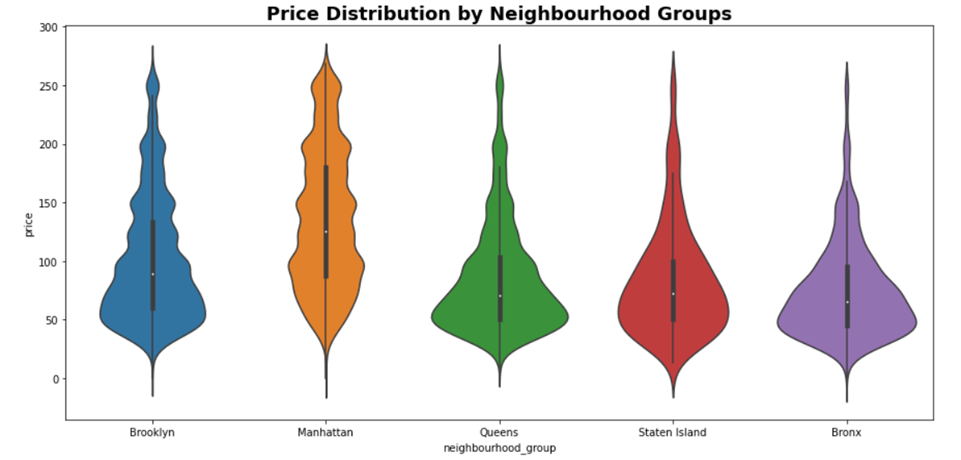 Price Distribution by Neighbourhood Groups
300
250
200
150
100
50
0
price
Brooklyn Manhattan Queens Staten Island Bronx
neighbourhood_group